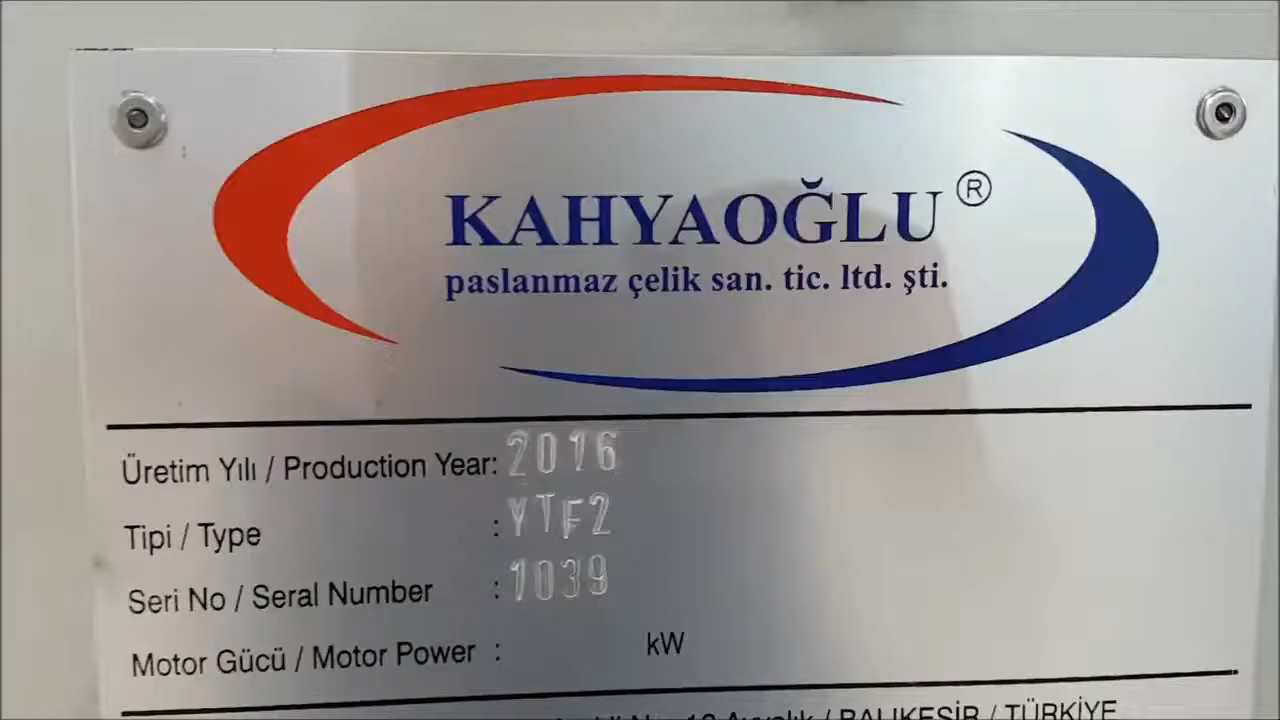 KAHYAOĞLU ®
paslanmaz çelik san. tic. ltd. şti.
Üretim Yılı / Production Year: 2016
Tipi / Type : YTF2
Seri No / Seral Number : 1039
Motor Gücü / Motor Power : kW
Ayvalık / BALIKESİR / TÜRKİYE